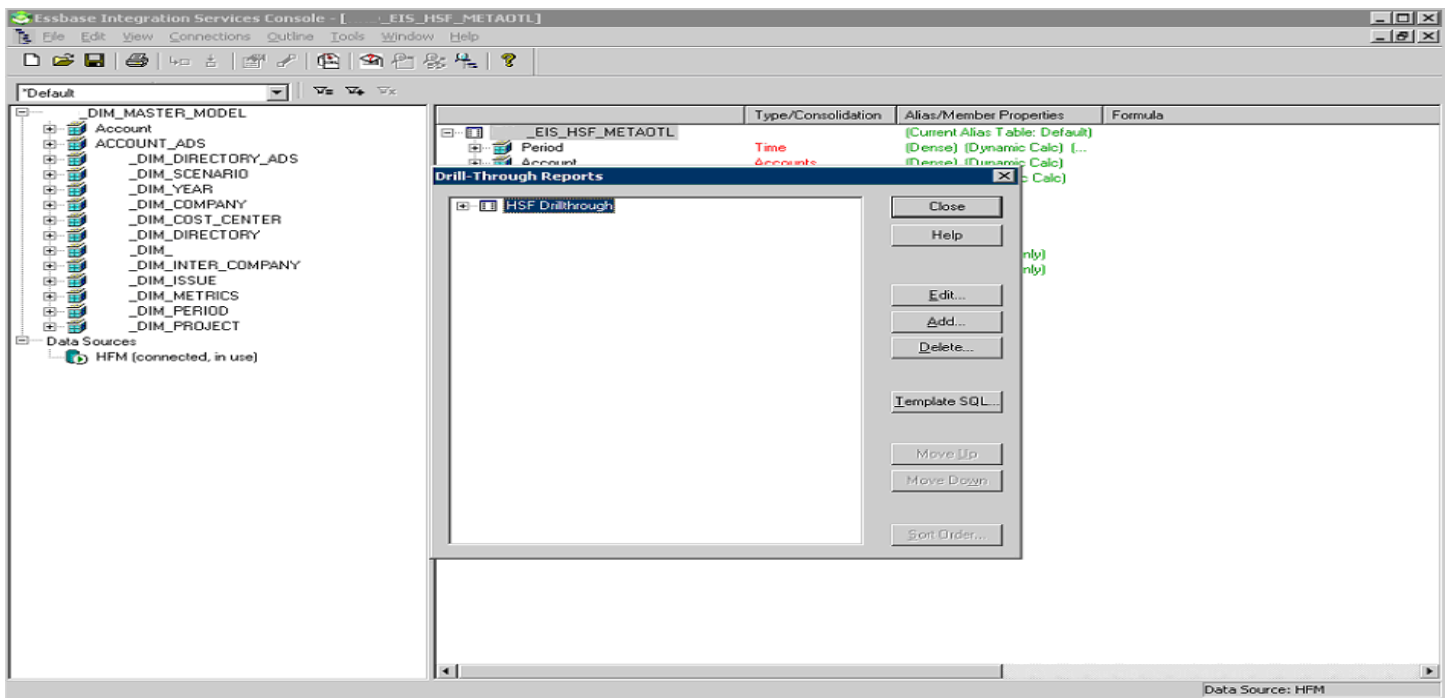 Essbase Integration Services Console - [ _EIS_HSF_METAOTL]
File Edit View Connections Outline Tools Window Help
*Default
_DIM_MASTER_MODEL
Account
ACCOUNT_ADS
_DIM_DIRECTORY_ADS
_DIM_SCENARIO
_DIM_YEAR
_DIM_COMPANY
_DIM_COST_CENTER
_DIM_DIRECTORY
_DIM_
_DIM_INTER_COMPANY
_DIM_ISSUE
_DIM_METRICS
_DIM_PERIOD
_DIM_PROJECT
Data Sources
HFM (connected, in use)
Type/Consolidation Alias/Member Properties Formula
_EIS_HSF_METAOTL (Current Alias Table: Default)
Period Time (Dense) (Dynamic Calc) (...
Account Accounts (Dense) (Dynamic Calc)
Calc)
nly)
nly)
Drill-Through Reports
HSF Drillthrough
Close
Help
Edit...
Add...
Delete...
Template SQL...
Move Up
Move Down
Sort Order...
Data Source: HFM